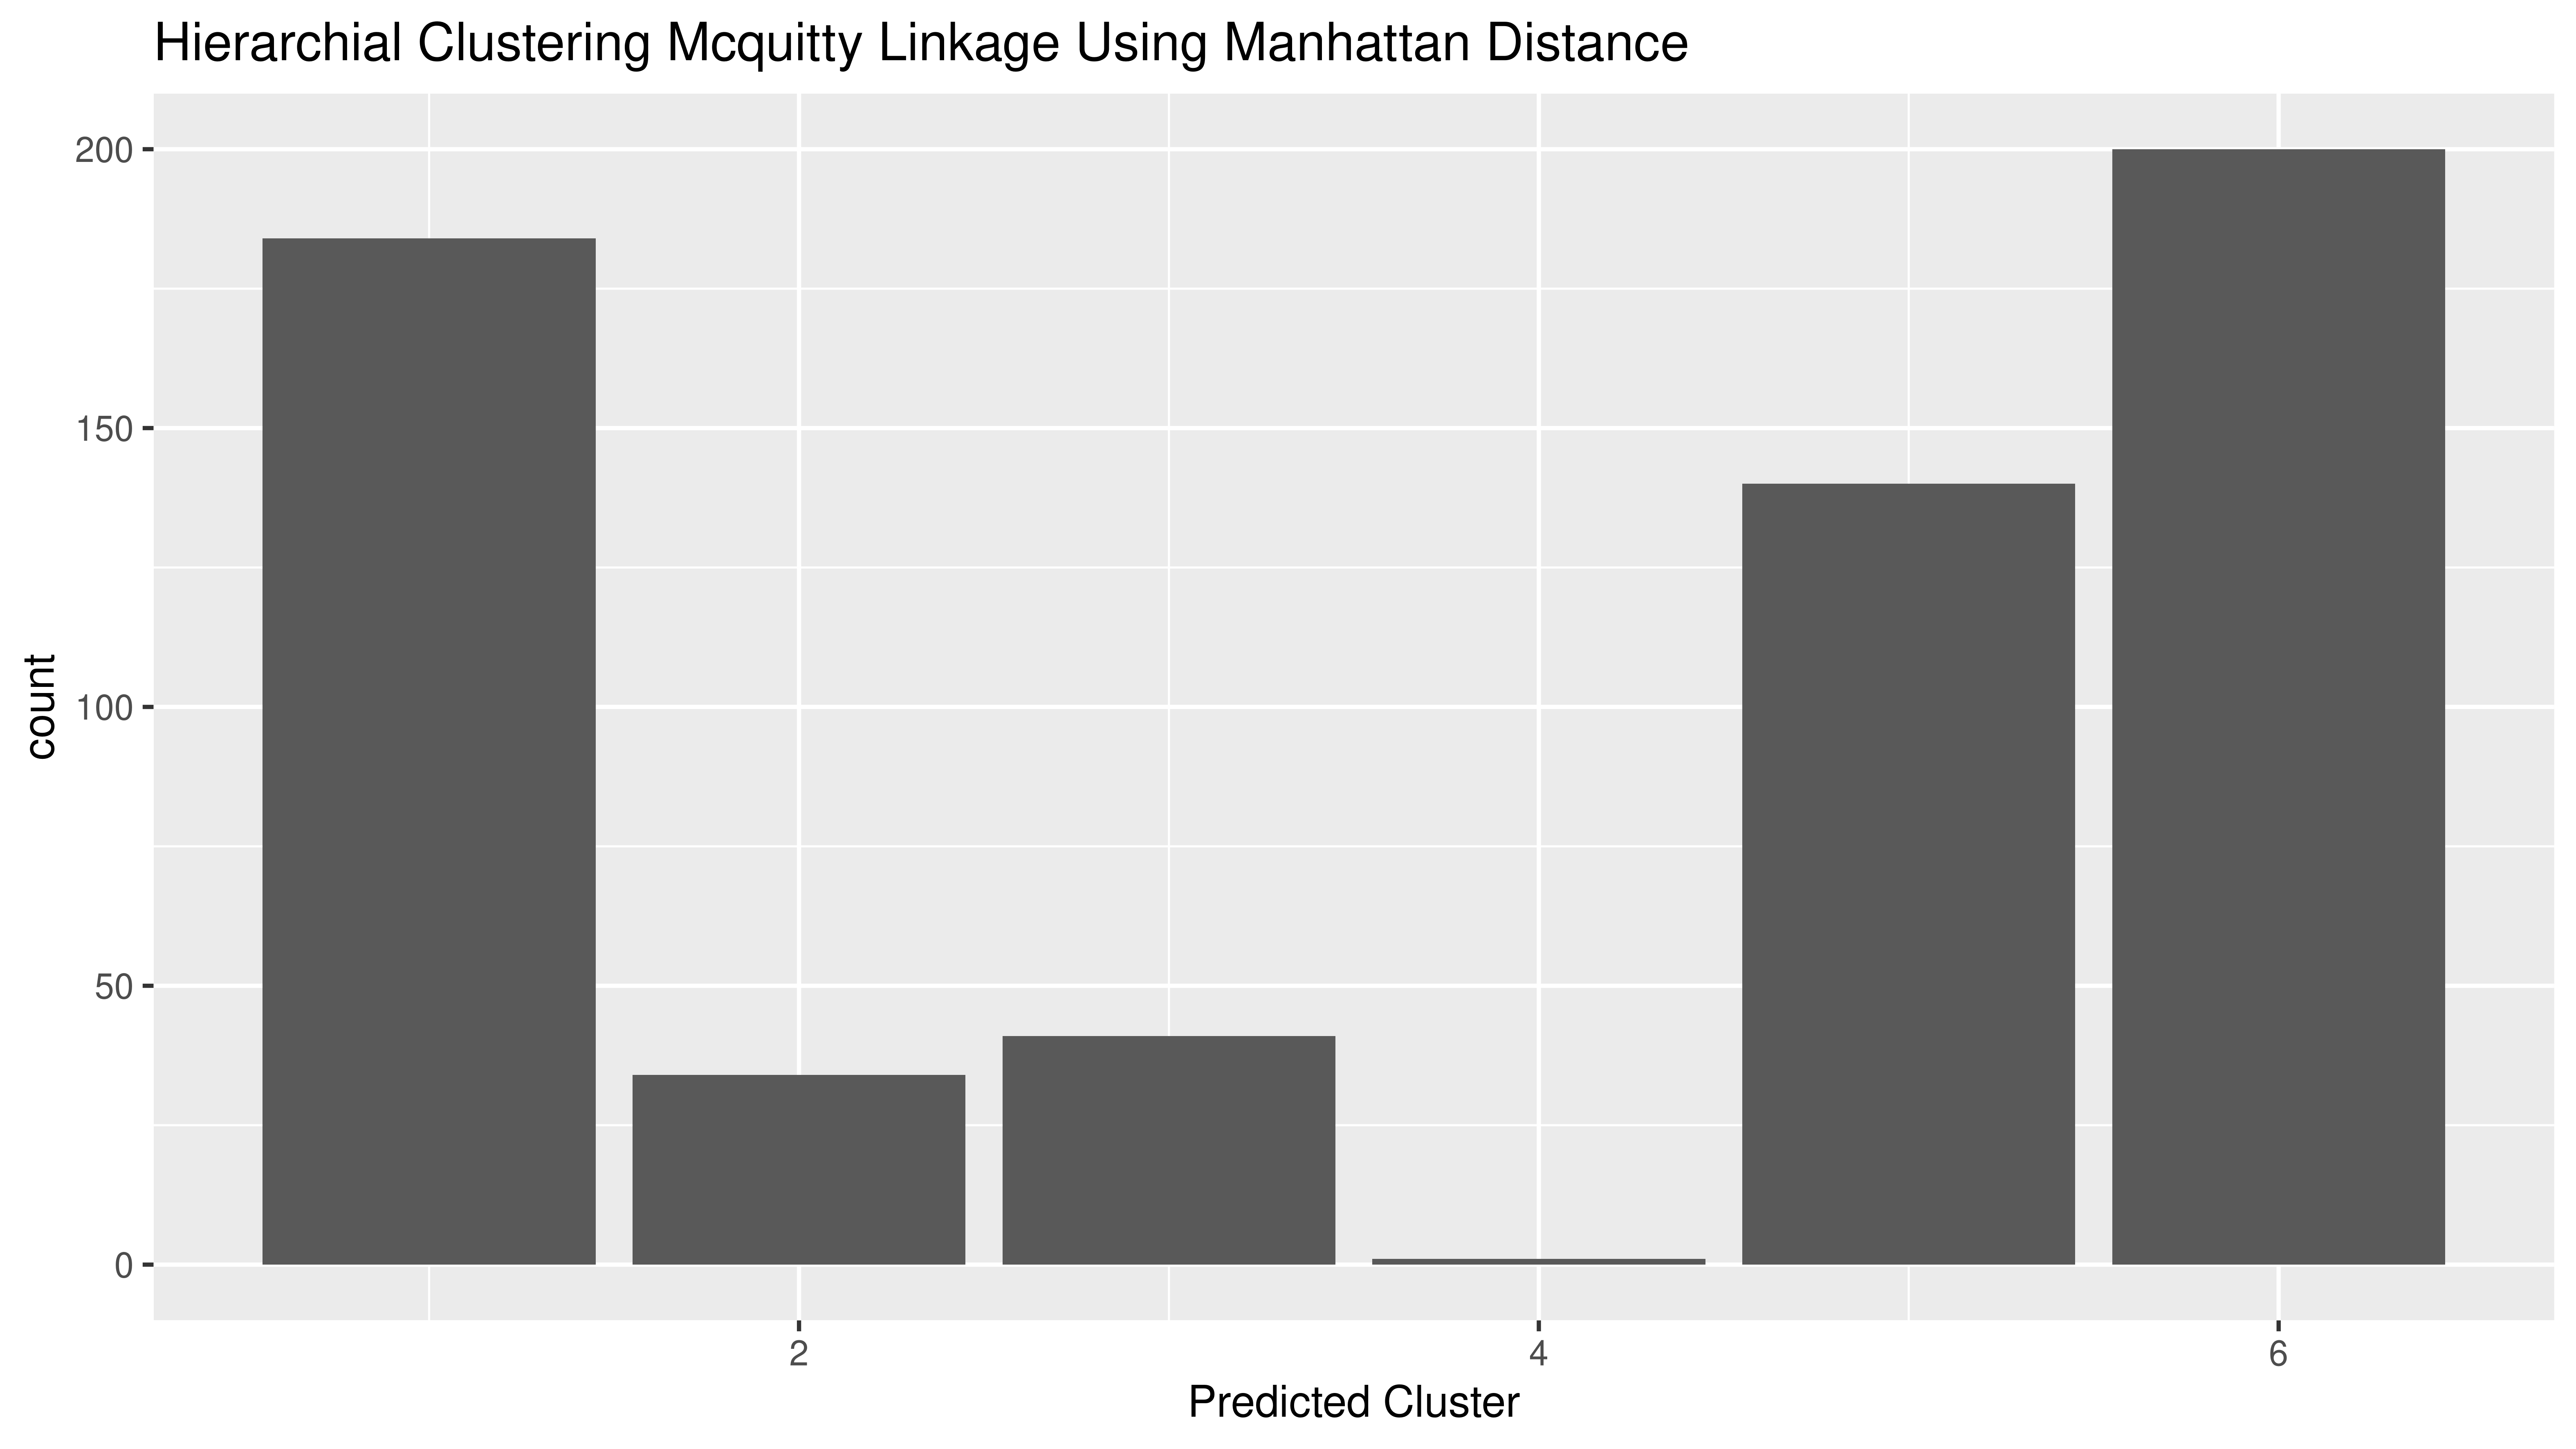 Hierarchial Clustering Mcquitty Linkage Using Manhattan Distance
200
150
100
50
0
count
2 4 6
Predicted Cluster